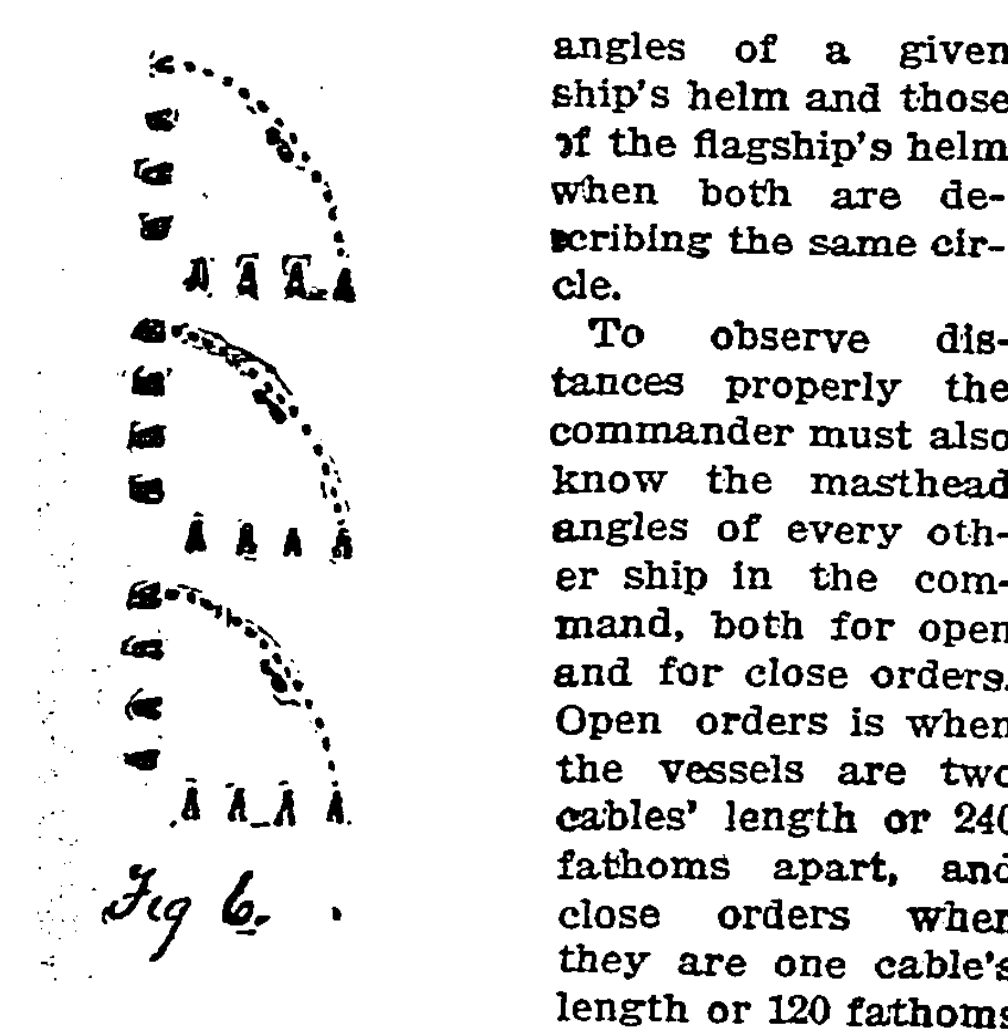 angles of a given
ship's helm and those
of the flagship's helm
when both are de-
scribing the same cir-
cle.
To observe dis-
tances properly the
commander must also
know the masthead
angles of every oth-
er ship in the com-
mand, both for open
and for close orders.
Open orders is when
the vessels are two
cables' length or 240
fathoms apart, and
close orders when
they are one cable's
length or 120 fathoms
Fig 6.